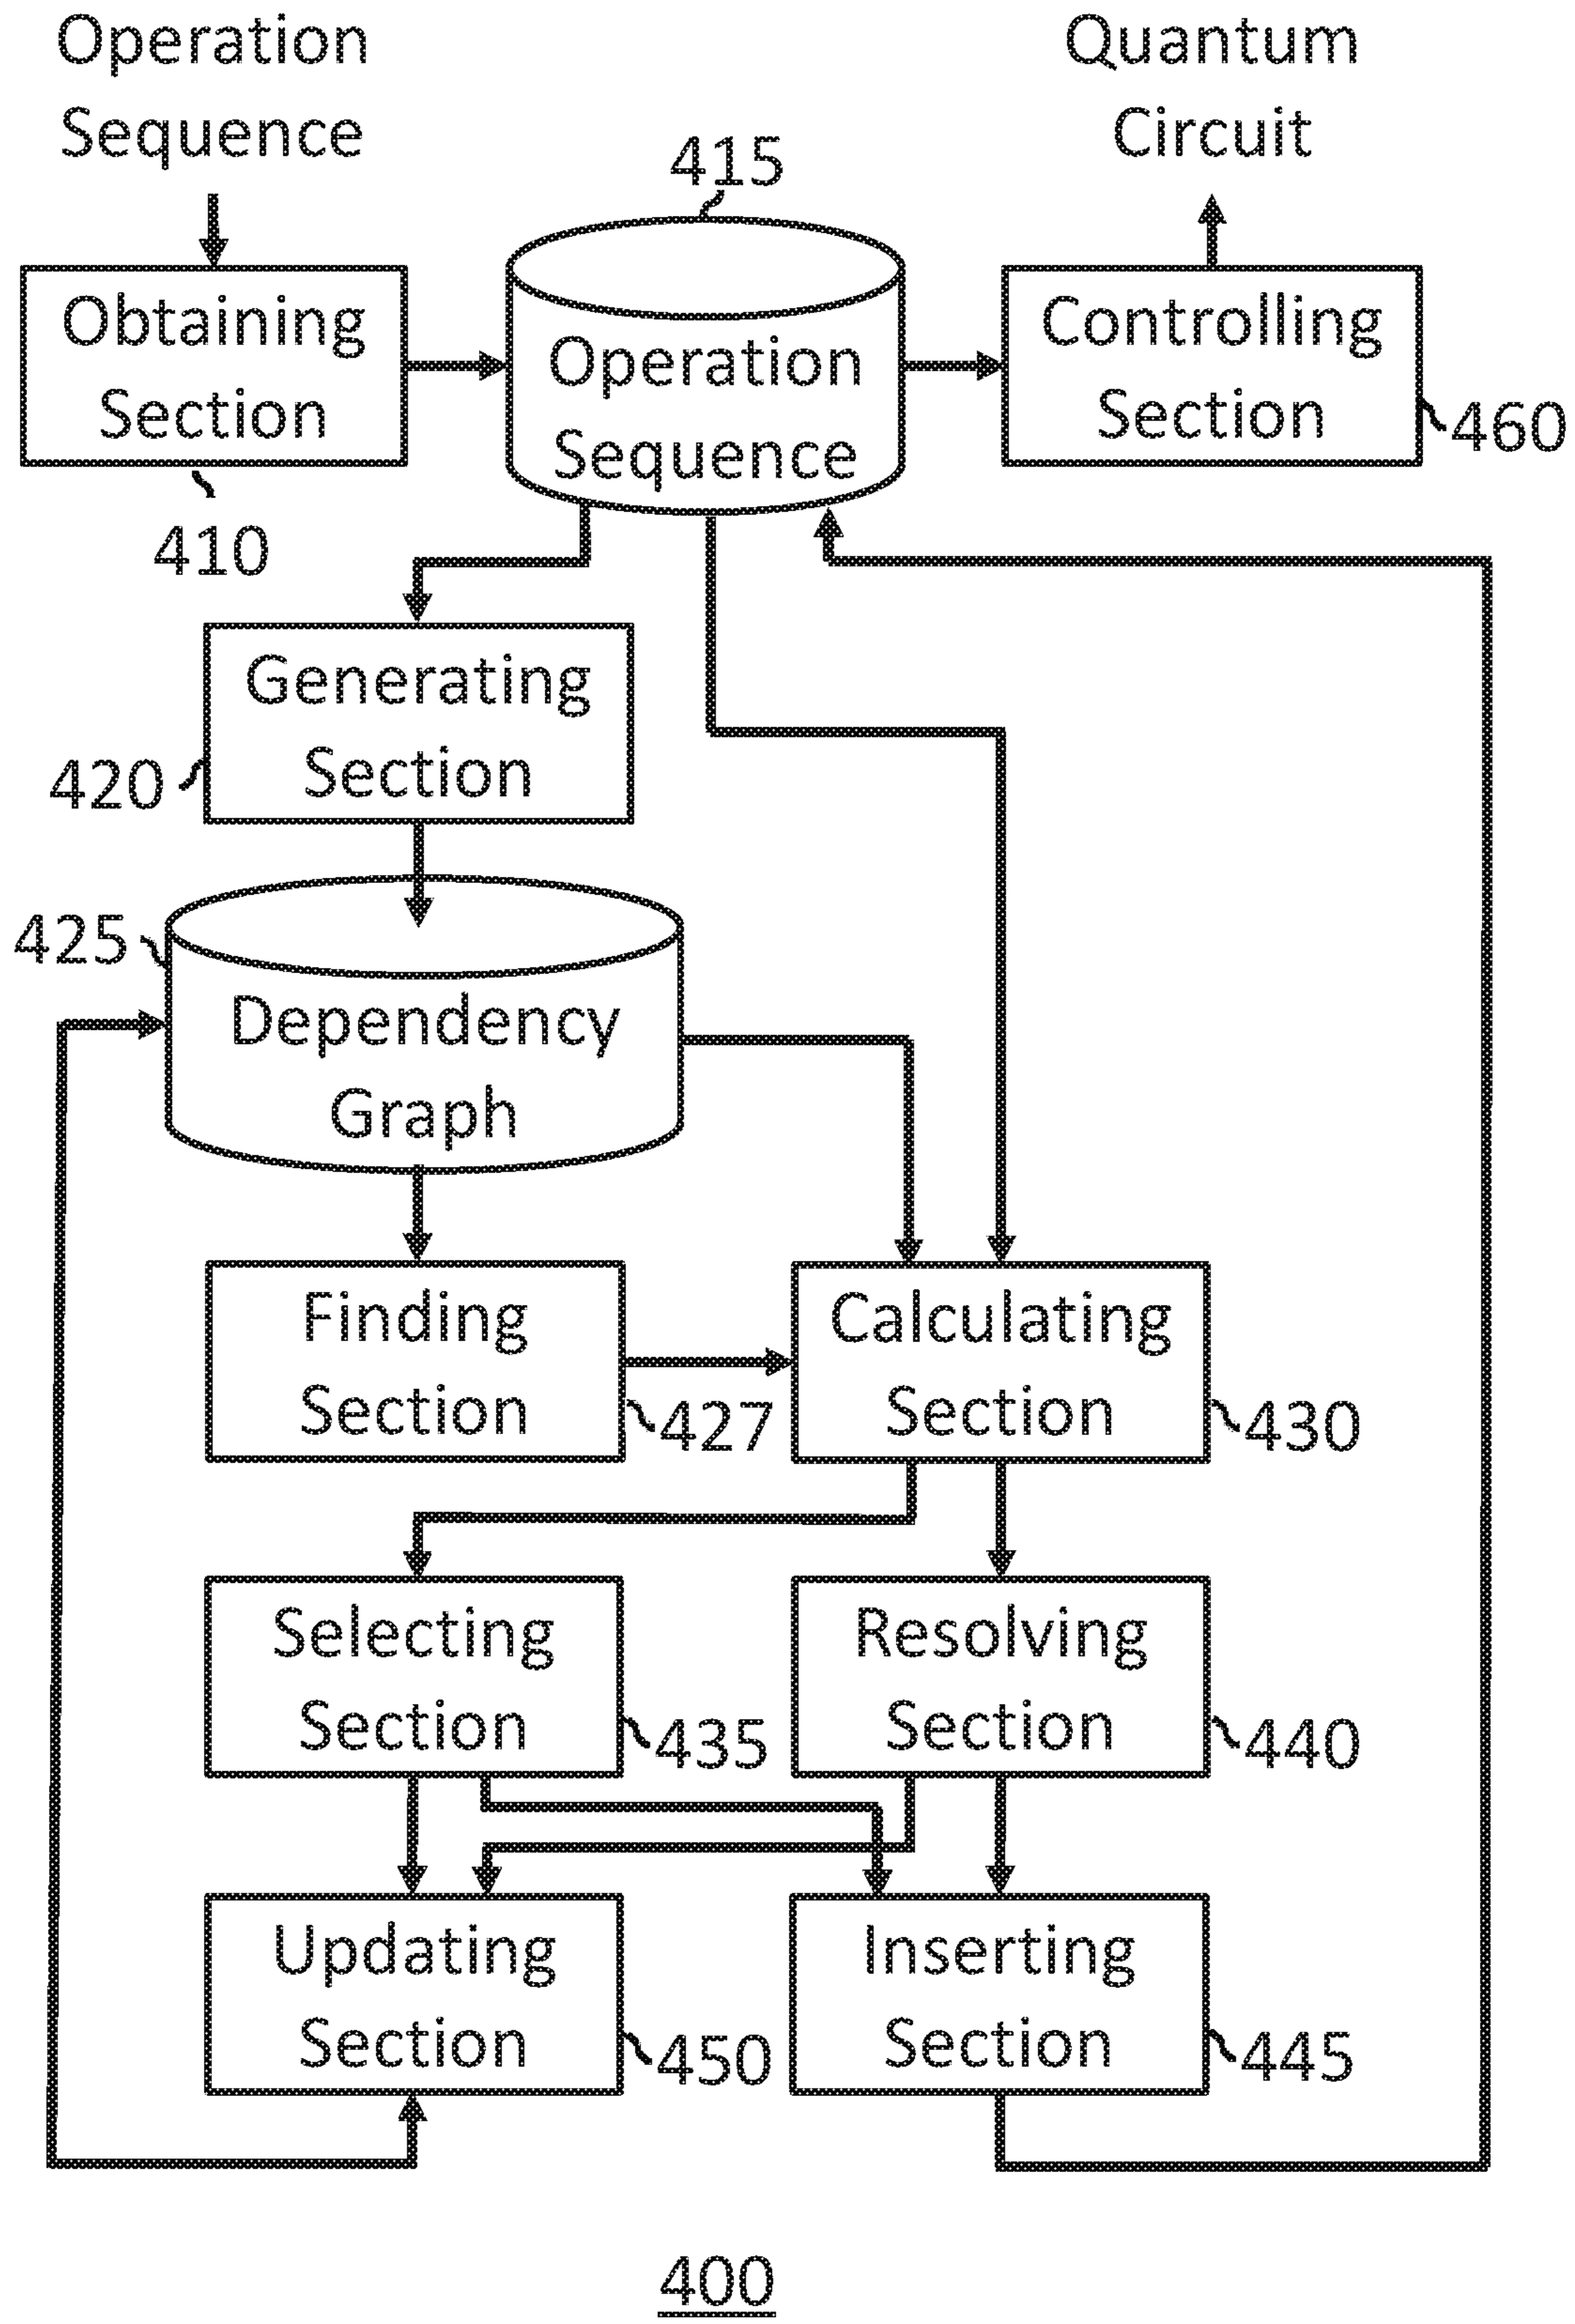 Operation
Sequence
Quantum
Circuit
415
Obtaining
Section
410
Operation
Sequence
Controlling
Section
460
Generating
Section
420
425
Dependency
Graph
Finding
Section
427
Calculating
Section
430
Selecting
Section
435
Resolving
Section
440
Updating
Section
450
Inserting
Section
445
400